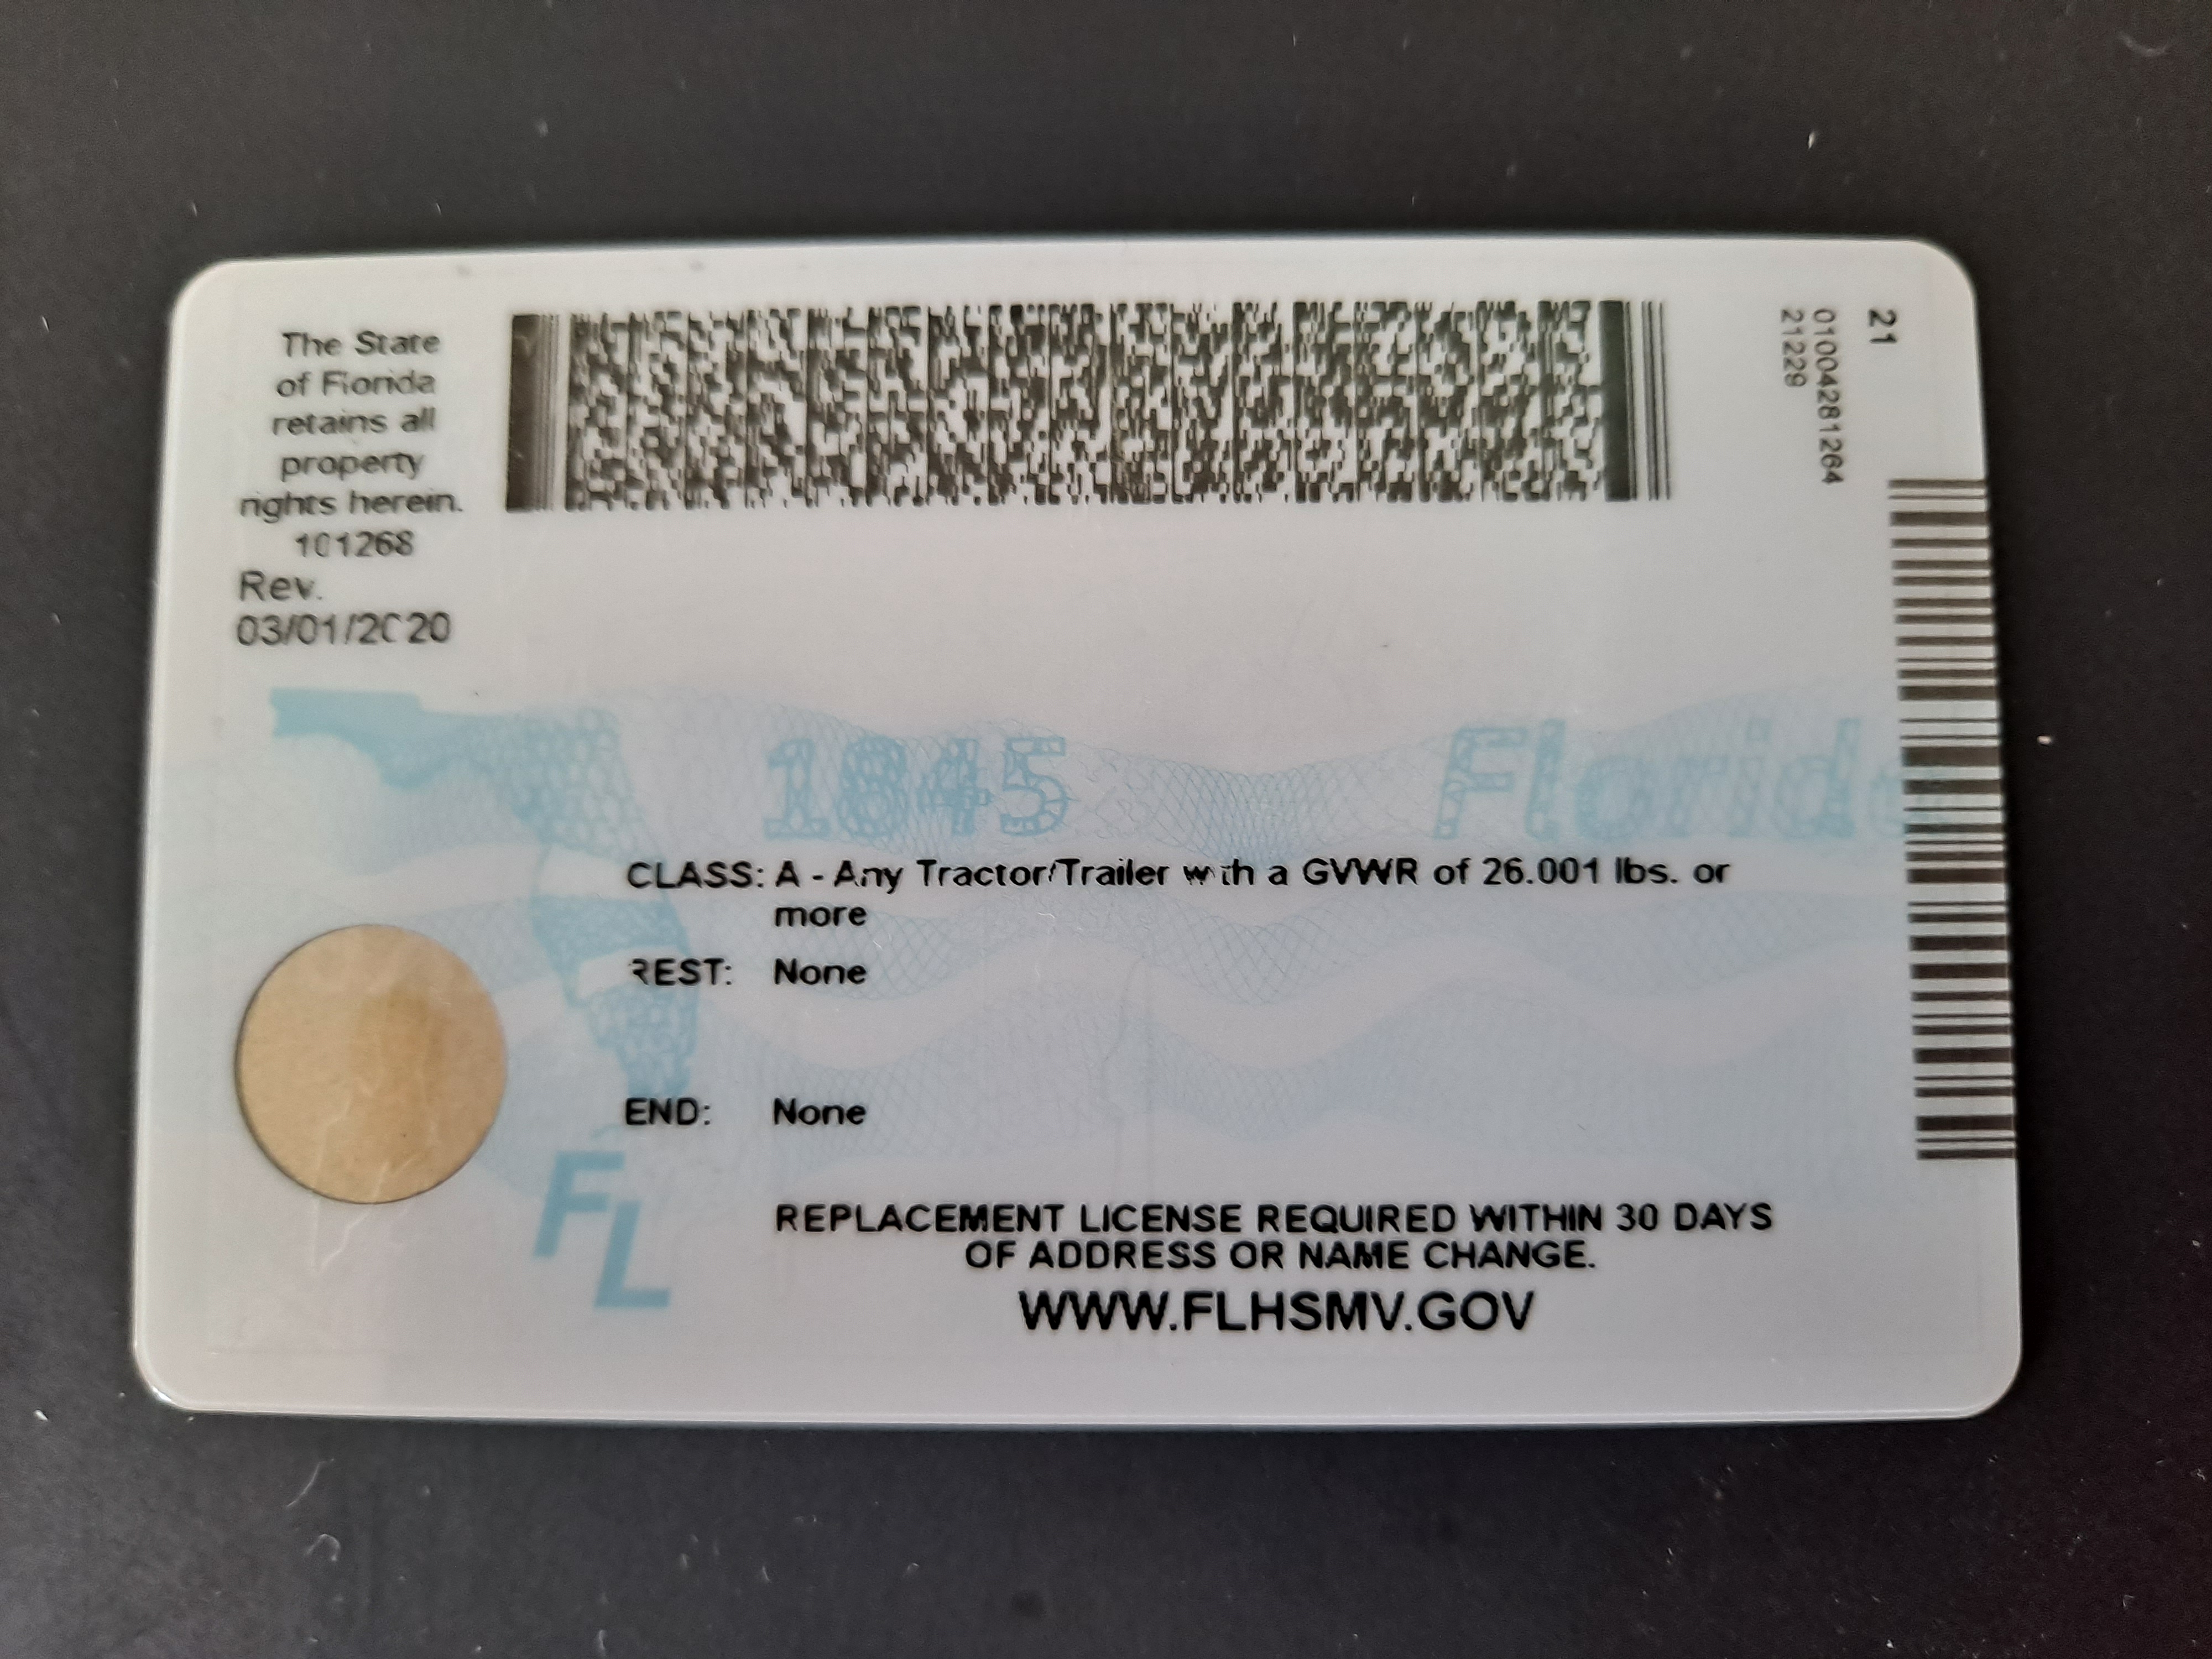 The State
of Florida
retains all
property
rights herein.
101268
Rev.
03/01/2020
21
0100428126４
21229
1845
Florida
CLASS: A - Any Tractor/Trailer with a GVWR of 26.001 lbs. or
more
REST: None
END: None
FL
REPLACEMENT LICENSE REQUIRED WITHIN 30 DAYS
OF ADDRESS OR NAME CHANGE.
WWW.FLHSMV.GOV